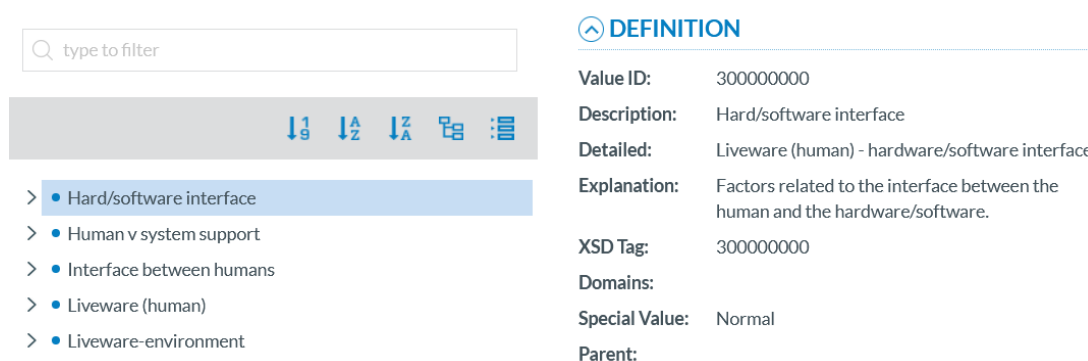 type to filter
Hard/software interface
Human v system support
Interface between humans
Liveware (human)
Liveware-environment
DEFINITION
Value ID: 300000000
Description: Hard/software interface
Detailed: Liveware (human) - hardware/software interface
Explanation: Factors related to the interface between the
human and the hardware/software.
XSD Tag: 300000000
Domains:
Special Value: Normal
Parent: